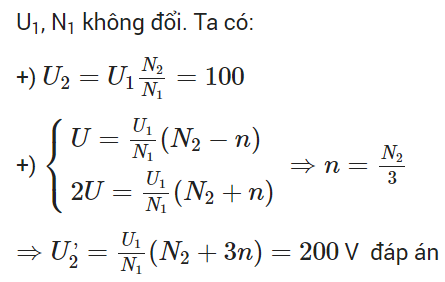 U₁, N₁ không đổi. Ta có:
+) U₂ = U₁ N₂/N₁ = 100
+) { U = U₁/N₁ (N₂ − n)
2U = U₁/N₁ (N₂ + n) ⇒ n = N₂/3
⇒ U₂’ = U₁/N₁ (N₂ + 3n) = 200 V đáp án